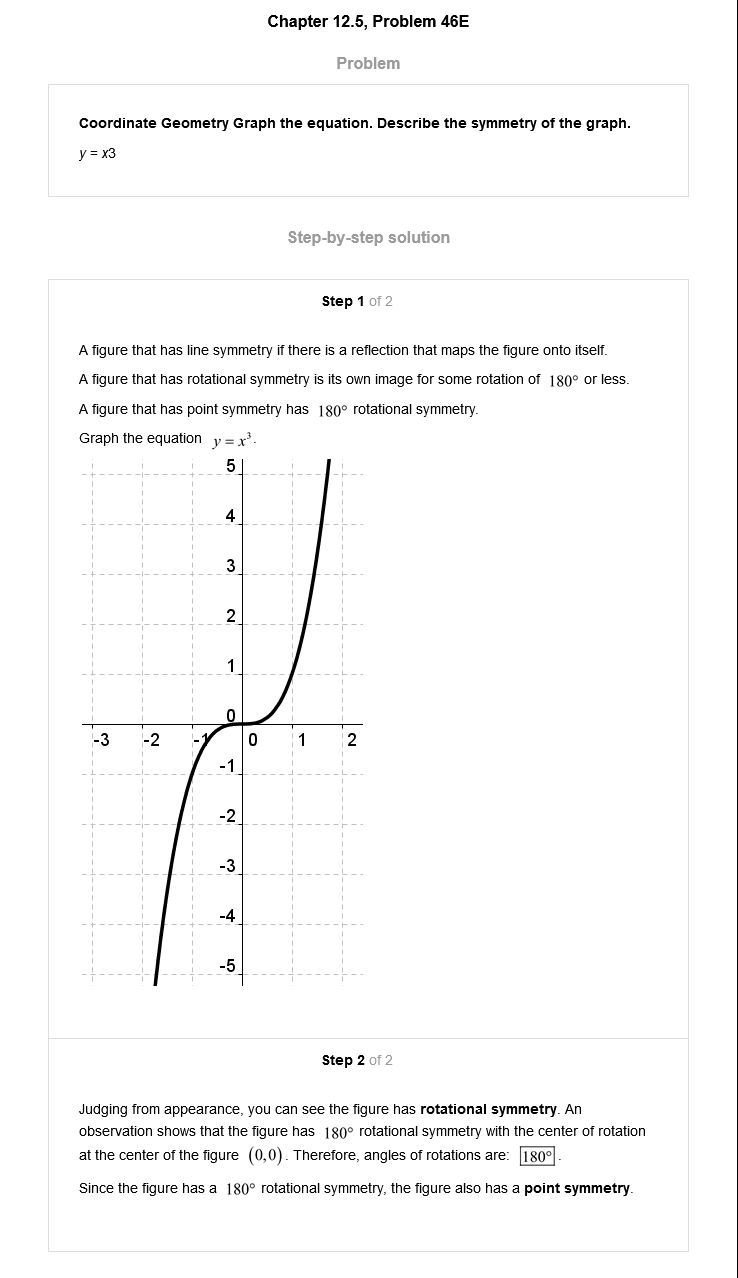 Chapter 12.5, Problem 46E
Problem
Coordinate Geometry Graph the equation. Describe the symmetry of the graph.
y = x3
Step-by-step solution
Step 1 of 2
A figure that has line symmetry if there is a reflection that maps the figure onto itself.
A figure that has rotational symmetry is its own image for some rotation of 180° or less.
A figure that has point symmetry has 180° rotational symmetry.
Graph the equation y = x³.
5
4
3
2
1
0
-3 -2 -1 0 1 2
-1
-2
-3
-4
-5
Step 2 of 2
Judging from appearance, you can see the figure has rotational symmetry. An
observation shows that the figure has 180° rotational symmetry with the center of rotation
at the center of the figure (0,0). Therefore, angles of rotations are: 180°.
Since the figure has a 180° rotational symmetry, the figure also has a point symmetry.